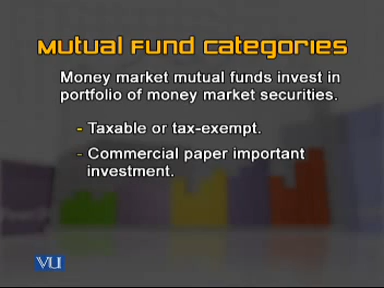 Mutual Fund Categories
Money market mutual funds invest in
portfolio of money market securities.
- Taxable or tax-exempt.
- Commercial paper important
investment.
VU